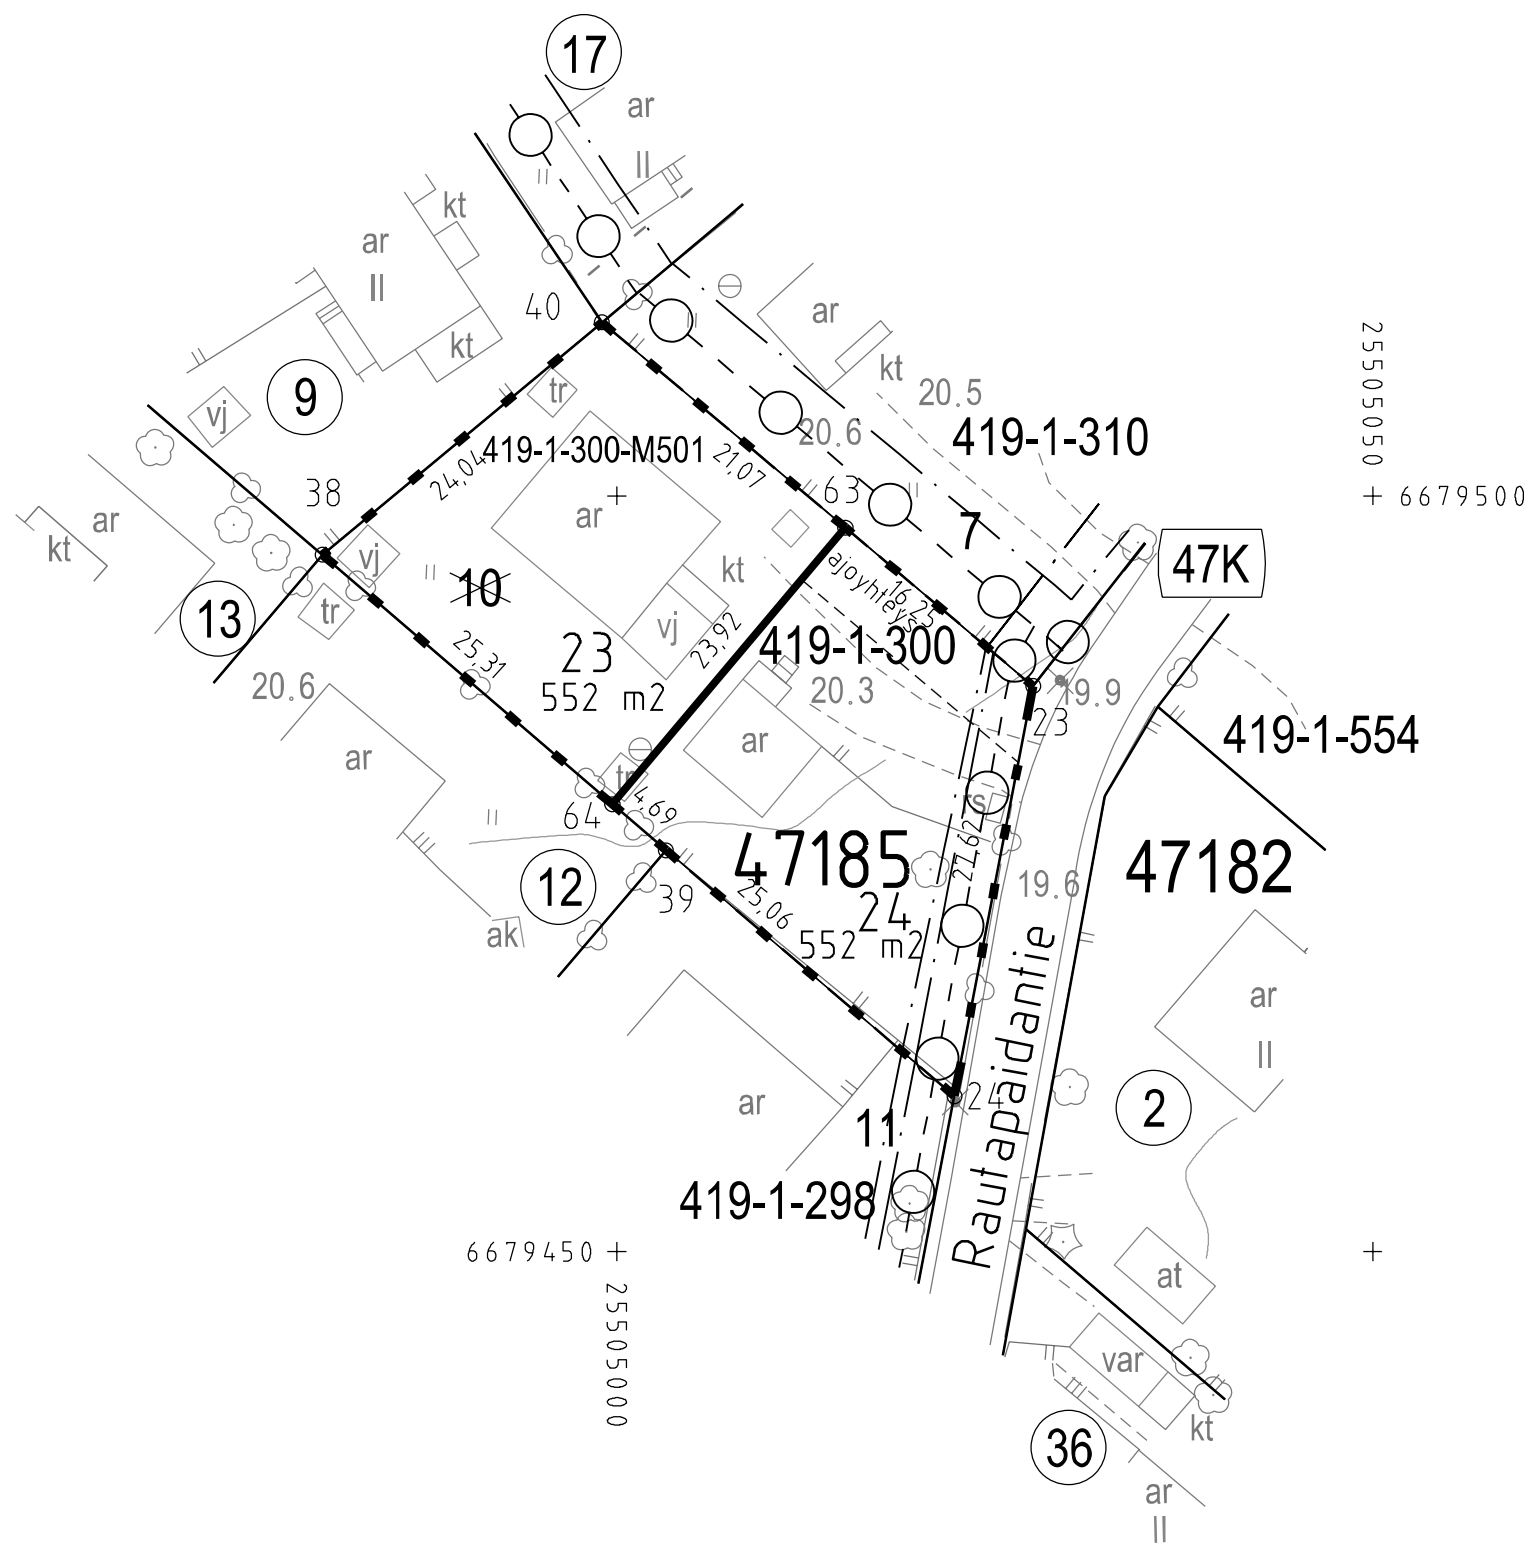 17
ar
II
kt
ar
II
40
ar
kt
kt
9
tr
20.5
25505050
vj
20.6
419-1-310
419-1-300-M501
21,07
24,04
38
63
6679500
ar
kt
ar
7
47K
vj
kt
ajoyhteys
16,25
10
13
tr
vj
23,92
419-1-300
25,31
23
552 m2
20.6
20.3
19.9
23
419-1-554
ar
ar
tr
rs
64
4,69
27,62
47185
47182
12
39
25,06
24
19.6
ak
552 m2
ar
II
Rautapaidantie
24
ar
2
11
419-1-298
6679450
25505000
at
var
kt
36
ar
II